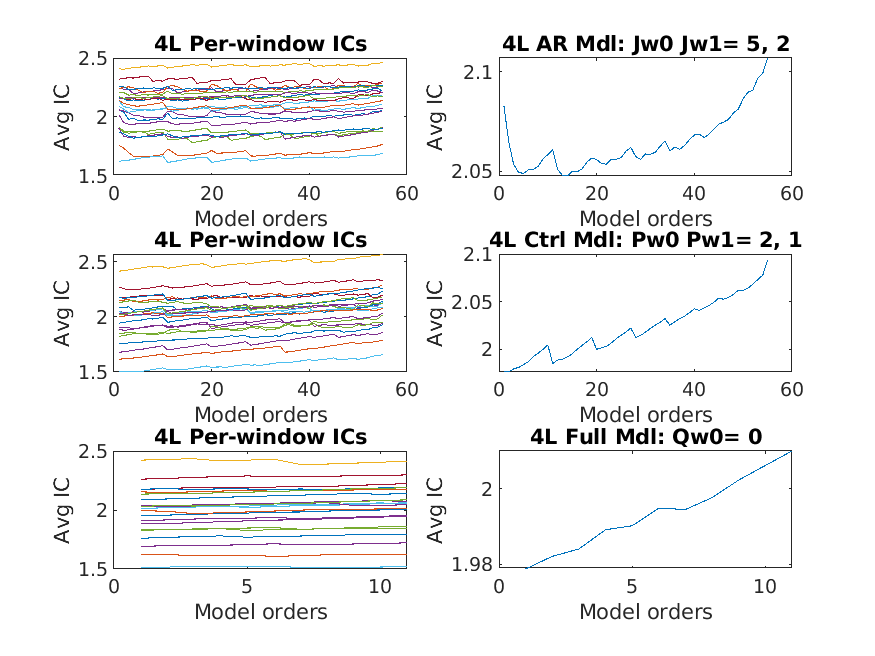 4L Per-window ICs
Avg IC
2.5
2
1.5
0 20 40 60
Model orders
4L AR Mdl: Jw0 Jw1= 5, 2
Avg IC
2.1
2.05
0 20 40 60
Model orders
4L Per-window ICs
Avg IC
2.5
2
1.5
0 20 40 60
Model orders
4L Ctrl Mdl: Pw0 Pw1= 2, 1
Avg IC
2.1
2.05
2
0 20 40 60
Model orders
4L Per-window ICs
Avg IC
2.5
2
1.5
0 5 10
Model orders
4L Full Mdl: Qw0= 0
Avg IC
2
1.98
0 5 10
Model orders